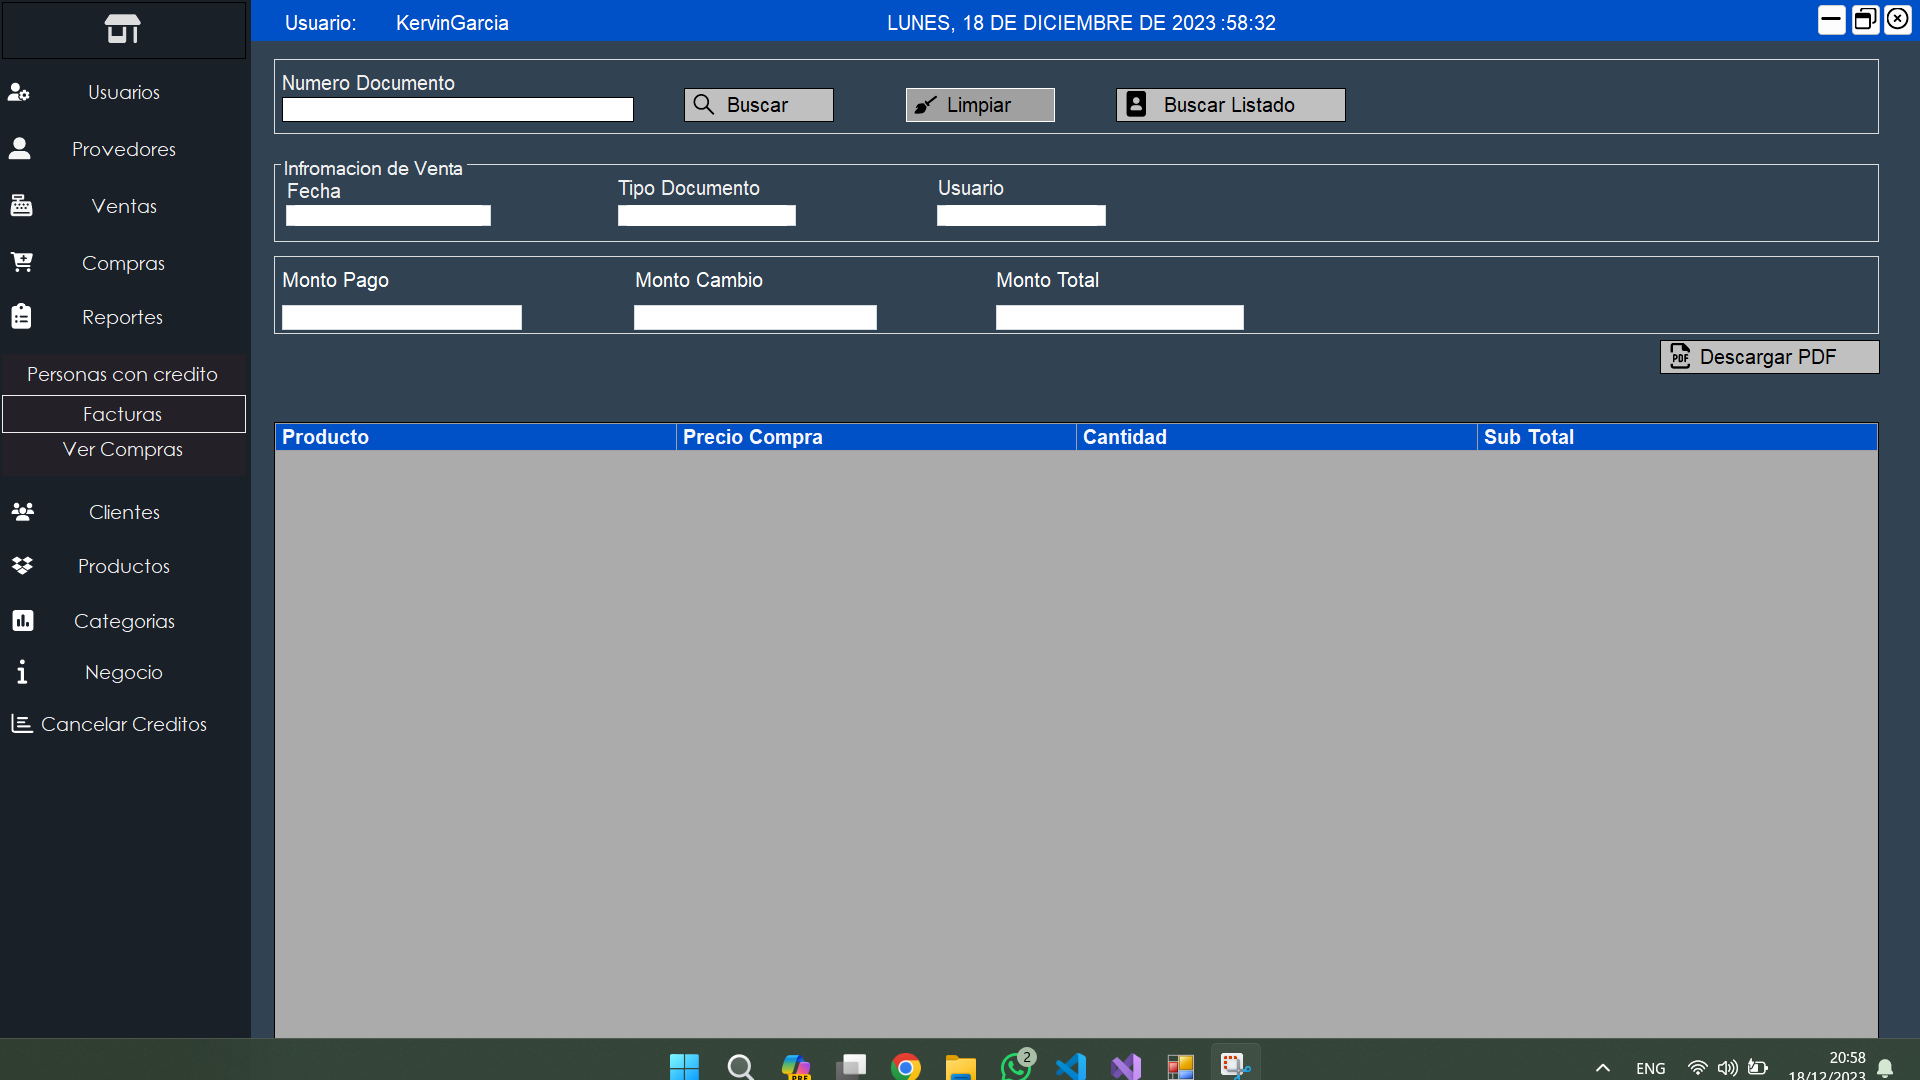 Usuario: KervinGarcia LUNES, 18 DE DICIEMBRE DE 2023 :58:32
Usuarios
Provedores
Ventas
Compras
Reportes
Personas con credito
Facturas
Ver Compras
Clientes
Productos
Categorias
Negocio
Cancelar Creditos
Numero Documento
Buscar
Limpiar
Buscar Listado
Infromacion de Venta
Fecha
Tipo Documento
Usuario
Monto Pago
Monto Cambio
Monto Total
PDF Descargar PDF
Producto Precio Compra Cantidad Sub Total
PRE
2
ENG
20:58
18/12/2023